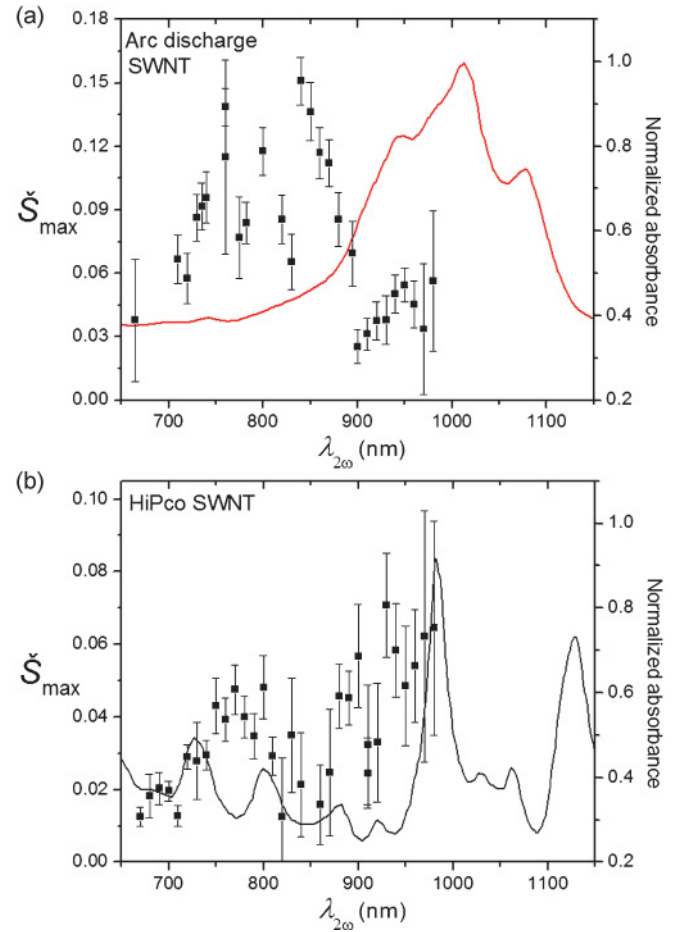 (a)
Arc discharge
SWNT
0.18
0.15
0.12
0.09
0.06
0.03
0.00
Šmax
1.0
0.8
0.6
0.4
0.2
Normalized absorbance
700 800 900 1000 1100
λ2ω (nm)
(b)
HiPco SWNT
0.10
0.08
0.06
0.04
0.02
0.00
Šmax
1.0
0.8
0.6
0.4
0.2
Normalized absorbance
700 800 900 1000 1100
λ2ω (nm)